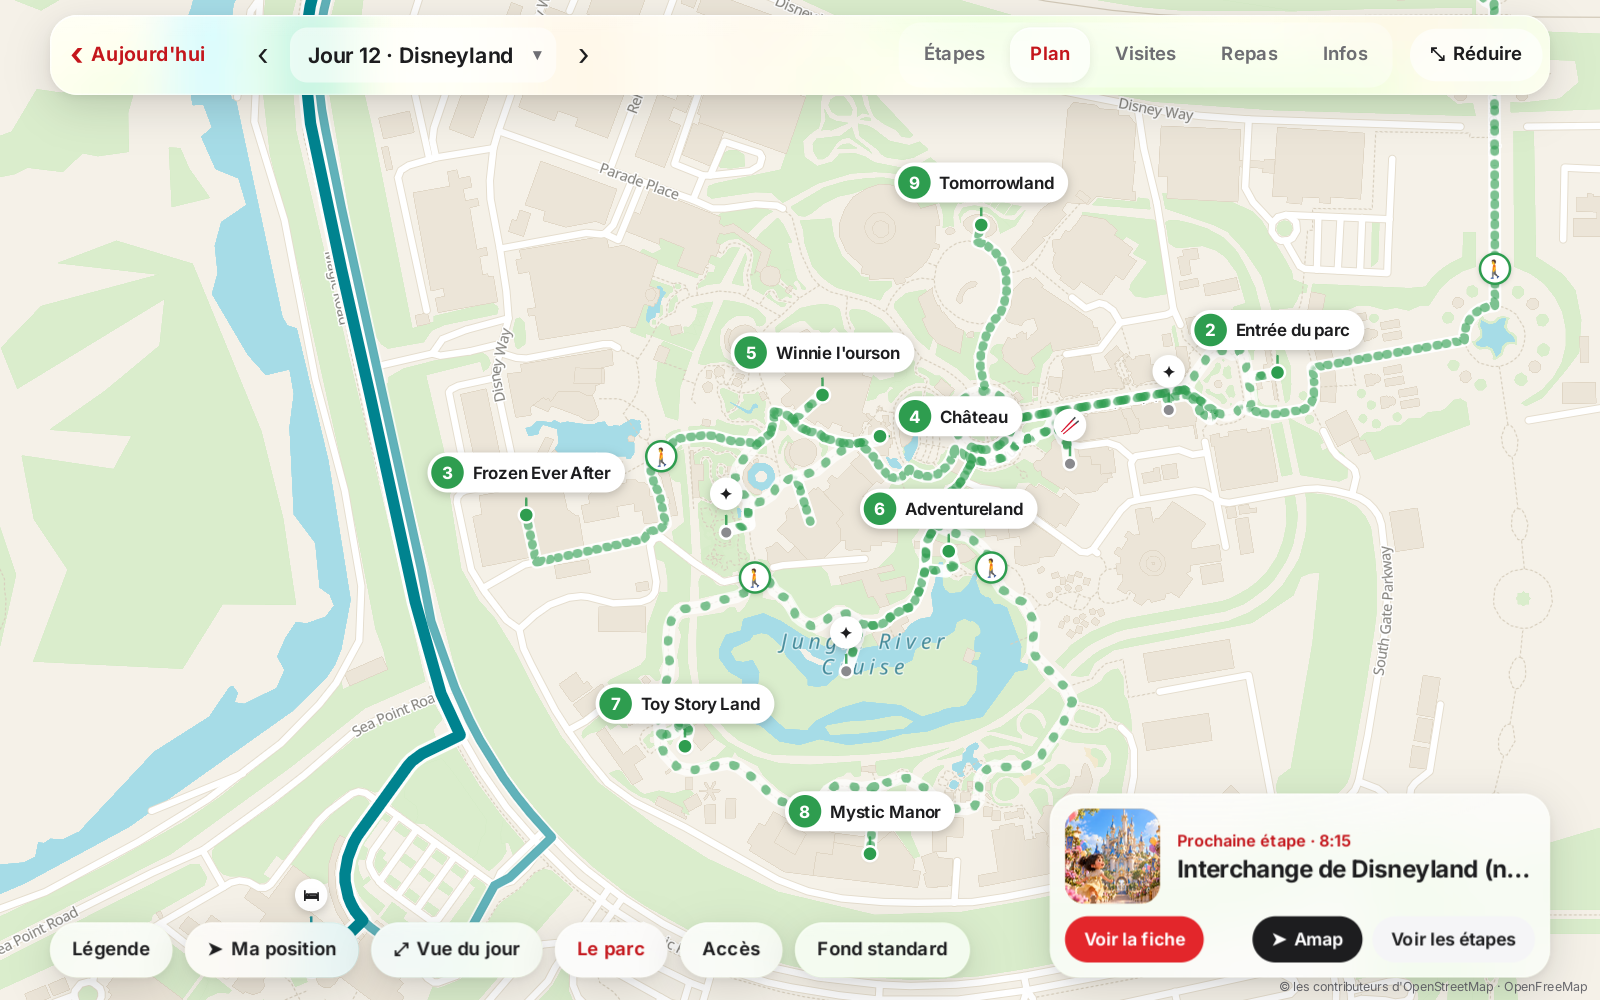 Disney
‹ Aujourd'hui
‹ Jour 12 · Disneyland ▾ ›
Étapes Plan Visites Repas Infos
⤡ Réduire
Disney Way
Parade Place
9 Tomorrowland
Magic Road
2 Entrée du parc
Disney Way
5 Winnie l'ourson
4 Château
3 Frozen Ever After
6 Adventureland
South Gate Parkway
Jungle River
Cruise
Sea Point Road
7 Toy Story Land
8 Mystic Manor
Prochaine étape · 8:15
Interchange de Disneyland (n…
Voir la fiche
➤ Amap
Voir les étapes
Sea Point Road
Légende
➤ Ma position
⤢ Vue du jour
Le parc
Accès
Fond standard
© les contributeurs d'OpenStreetMap · OpenFreeMap